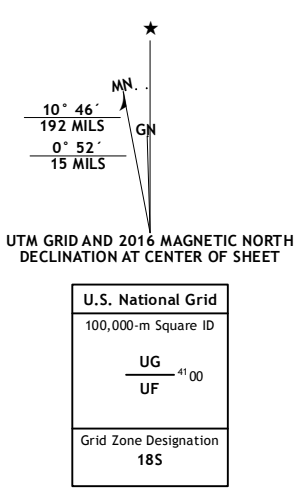 ★
MN
GN
10° 46´
192 MILS
0° 52´
15 MILS
UTM GRID AND 2016 MAGNETIC NORTH
DECLINATION AT CENTER OF SHEET
U.S. National Grid
100,000-m Square ID
UG
4100
UF
Grid Zone Designation
18S